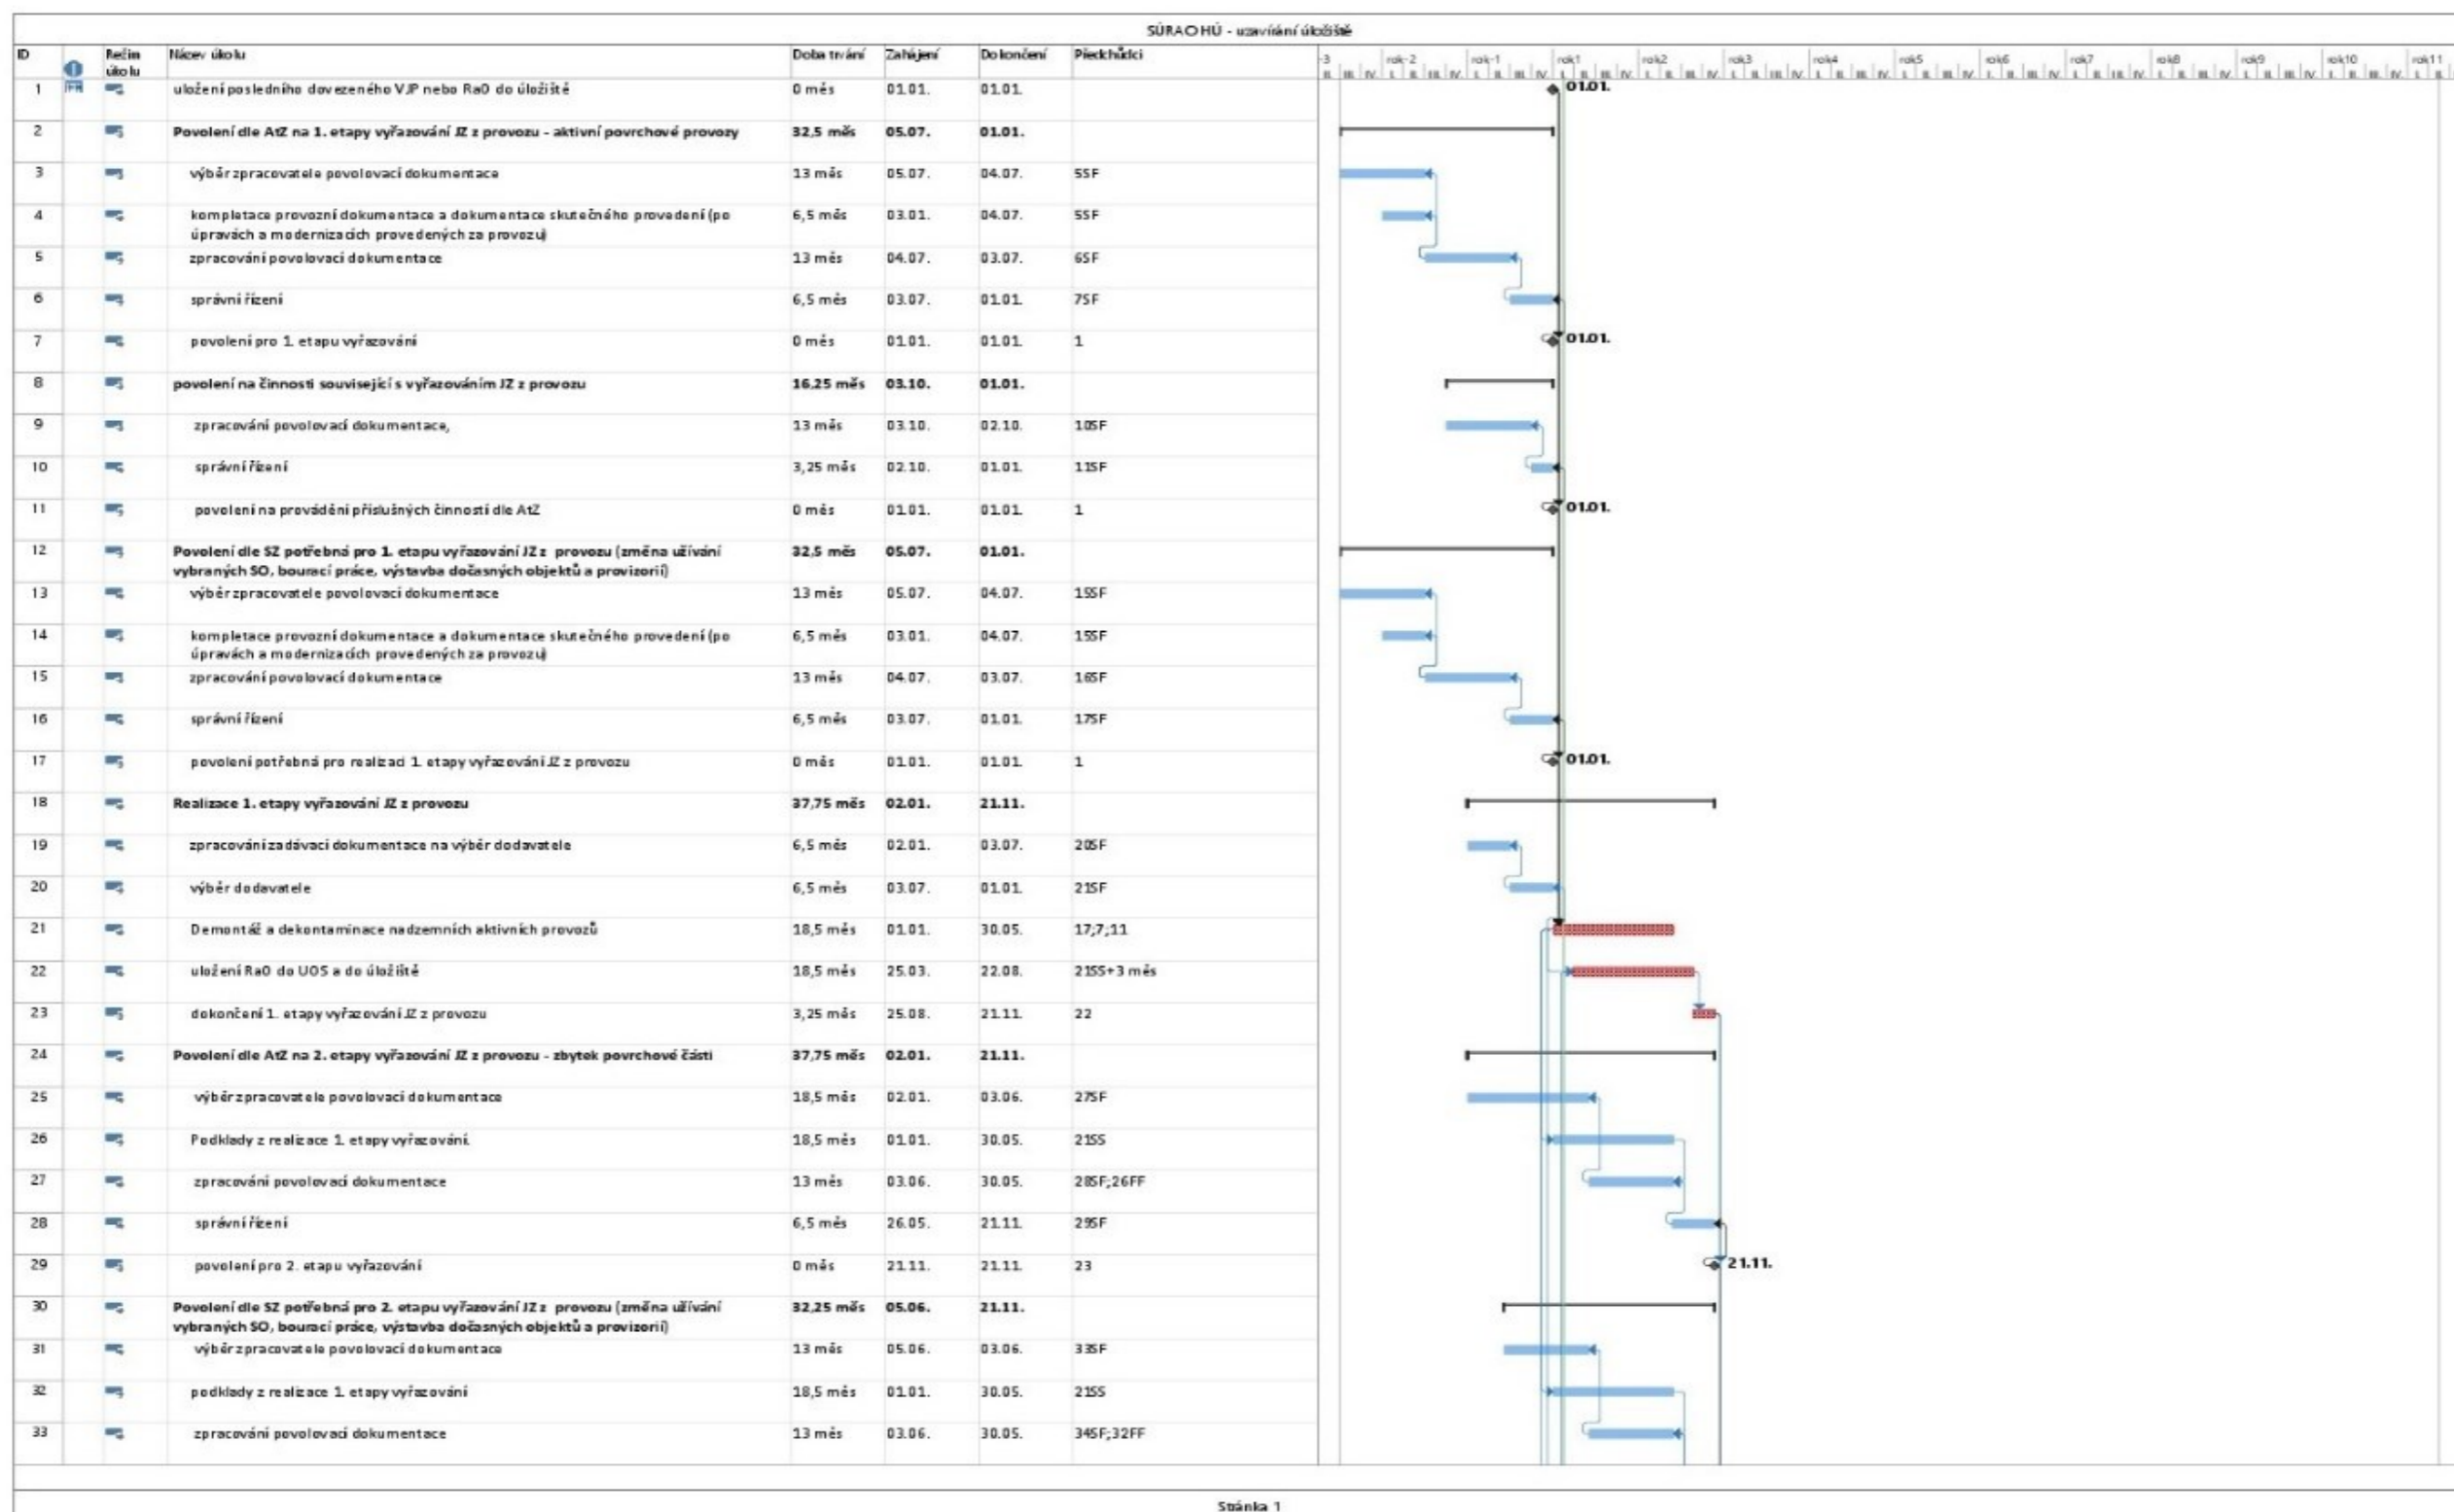 SÚRAO HÚ - uzavírání úložiště
ID Režim úkolu Název úkolu Doba trvání Zahájení Dokončení Předchůdci
-3 rok-2 rok-1 rok1 rok2 rok3 rok4 rok5 rok6 rok7 rok8 rok9 rok10 rok11
1 uložení posledního dovezeného VJP nebo RaO do úložiště 0 měs 01.01. 01.01. 01.01.
2 Povolení dle AtZ na 1. etapy vyřazování JZ z provozu - aktivní povrchové provozy 32,5 měs 05.07. 01.01.
3 výběr zpracovatele povolovací dokumentace 13 měs 05.07. 04.07. 5SF
4 kompletace provozní dokumentace a dokumentace skutečného provedení (po 6,5 měs 03.01. 04.07. 5SF
úpravách a modernizacích provedených za provozu)
5 zpracování povolovací dokumentace 13 měs 04.07. 03.07. 6SF
6 správní řízení 6,5 měs 03.07. 01.01. 7SF
7 povolení pro 1. etapu vyřazování 0 měs 01.01. 01.01. 1 01.01.
8 povolení na činnosti související s vyřazováním JZ z provozu 16,25 měs 03.10. 01.01.
9 zpracování povolovací dokumentace, 13 měs 03.10. 02.10. 10SF
10 správní řízení 3,25 měs 02.10. 01.01. 11SF
11 povolení na provádění příslušných činností dle AtZ 0 měs 01.01. 01.01. 1 01.01.
12 Povolení dle SZ potřebná pro 1. etapu vyřazování JZ z provozu (změna užívání 32,5 měs 05.07. 01.01.
vybraných SO, bourací práce, výstavba dočasných objektů a provizorií)
13 výběr zpracovatele povolovací dokumentace 13 měs 05.07. 04.07. 15SF
14 kompletace provozní dokumentace a dokumentace skutečného provedení (po 6,5 měs 03.01. 04.07. 15SF
úpravách a modernizacích provedených za provozu)
15 zpracování povolovací dokumentace 13 měs 04.07. 03.07. 16SF
16 správní řízení 6,5 měs 03.07. 01.01. 17SF
17 povolení potřebná pro realizaci 1. etapy vyřazování JZ z provozu 0 měs 01.01. 01.01. 1 01.01.
18 Realizace 1. etapy vyřazování JZ z provozu 37,75 měs 02.01. 21.11.
19 zpracování zadávací dokumentace na výběr dodavatele 6,5 měs 02.01. 03.07. 20SF
20 výběr dodavatele 6,5 měs 03.07. 01.01. 21SF
21 Demontáž a dekontaminace nadzemních aktivních provozů 18,5 měs 01.01. 30.05. 17;7;11
22 uložení RaO do UOS a do úložiště 18,5 měs 25.03. 22.08. 21SS+3 měs
23 dokončení 1. etapy vyřazování JZ z provozu 3,25 měs 25.08. 21.11. 22
24 Povolení dle AtZ na 2. etapy vyřazování JZ z provozu - zbytek povrchové části 37,75 měs 02.01. 21.11.
25 výběr zpracovatele povolovací dokumentace 18,5 měs 02.01. 03.06. 27SF
26 Podklady z realizace 1. etapy vyřazování. 18,5 měs 01.01. 30.05. 21SS
27 zpracování povolovací dokumentace 13 měs 03.06. 30.05. 28SF;26FF
28 správní řízení 6,5 měs 26.05. 21.11. 29SF
29 povolení pro 2. etapu vyřazování 0 měs 21.11. 21.11. 23 21.11.
30 Povolení dle SZ potřebná pro 2. etapu vyřazování JZ z provozu (změna užívání 32,25 měs 05.06. 21.11.
vybraných SO, bourací práce, výstavba dočasných objektů a provizorií)
31 výběr zpracovatele povolovací dokumentace 13 měs 05.06. 03.06. 33SF
32 podklady z realizace 1. etapy vyřazování 18,5 měs 01.01. 30.05. 21SS
33 zpracování povolovací dokumentace 13 měs 03.06. 30.05. 34SF;32FF
Stránka 1